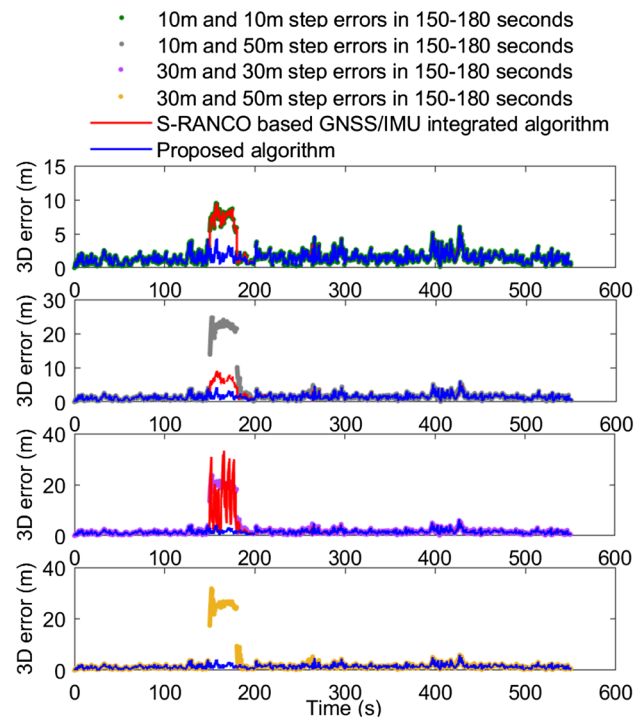 10m and 10m step errors in 150-180 seconds
10m and 50m step errors in 150-180 seconds
30m and 30m step errors in 150-180 seconds
30m and 50m step errors in 150-180 seconds
S-RANCO based GNSS/IMU integrated algorithm
Proposed algorithm
3D error (m)
15
10
5
0
0 100 200 300 400 500 600
3D error (m)
30
20
10
0
0 100 200 300 400 500 600
3D error (m)
40
20
0
0 100 200 300 400 500 600
3D error (m)
40
20
0
0 100 200 300 400 500 600
Time (s)